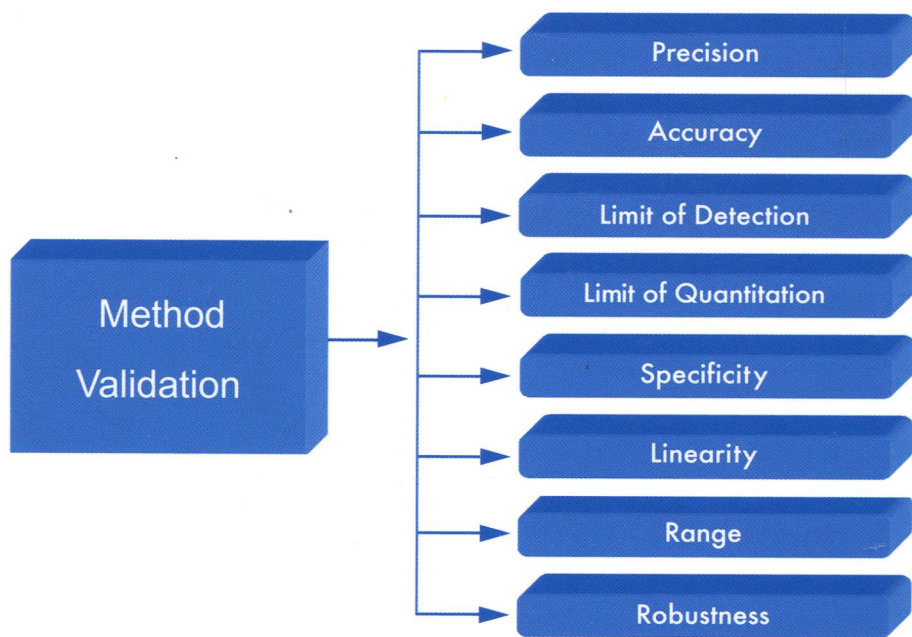 Method
Validation
Precision
Accuracy
Limit of Detection
Limit of Quantitation
Specificity
Linearity
Range
Robustness